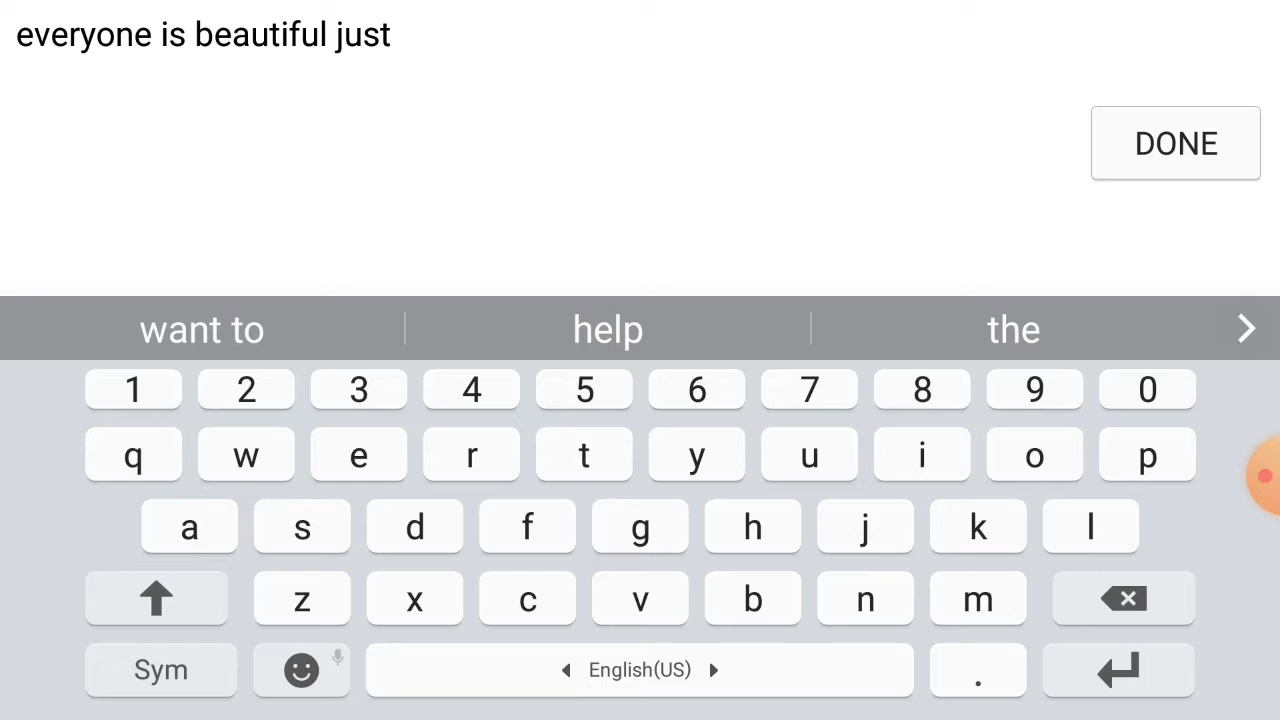 everyone is beautiful just
DONE
want to help the
1 2 3 4 5 6 7 8 9 0
q w e r t y u i o p
a s d f g h j k l
z x c v b n m
Sym English(US) .